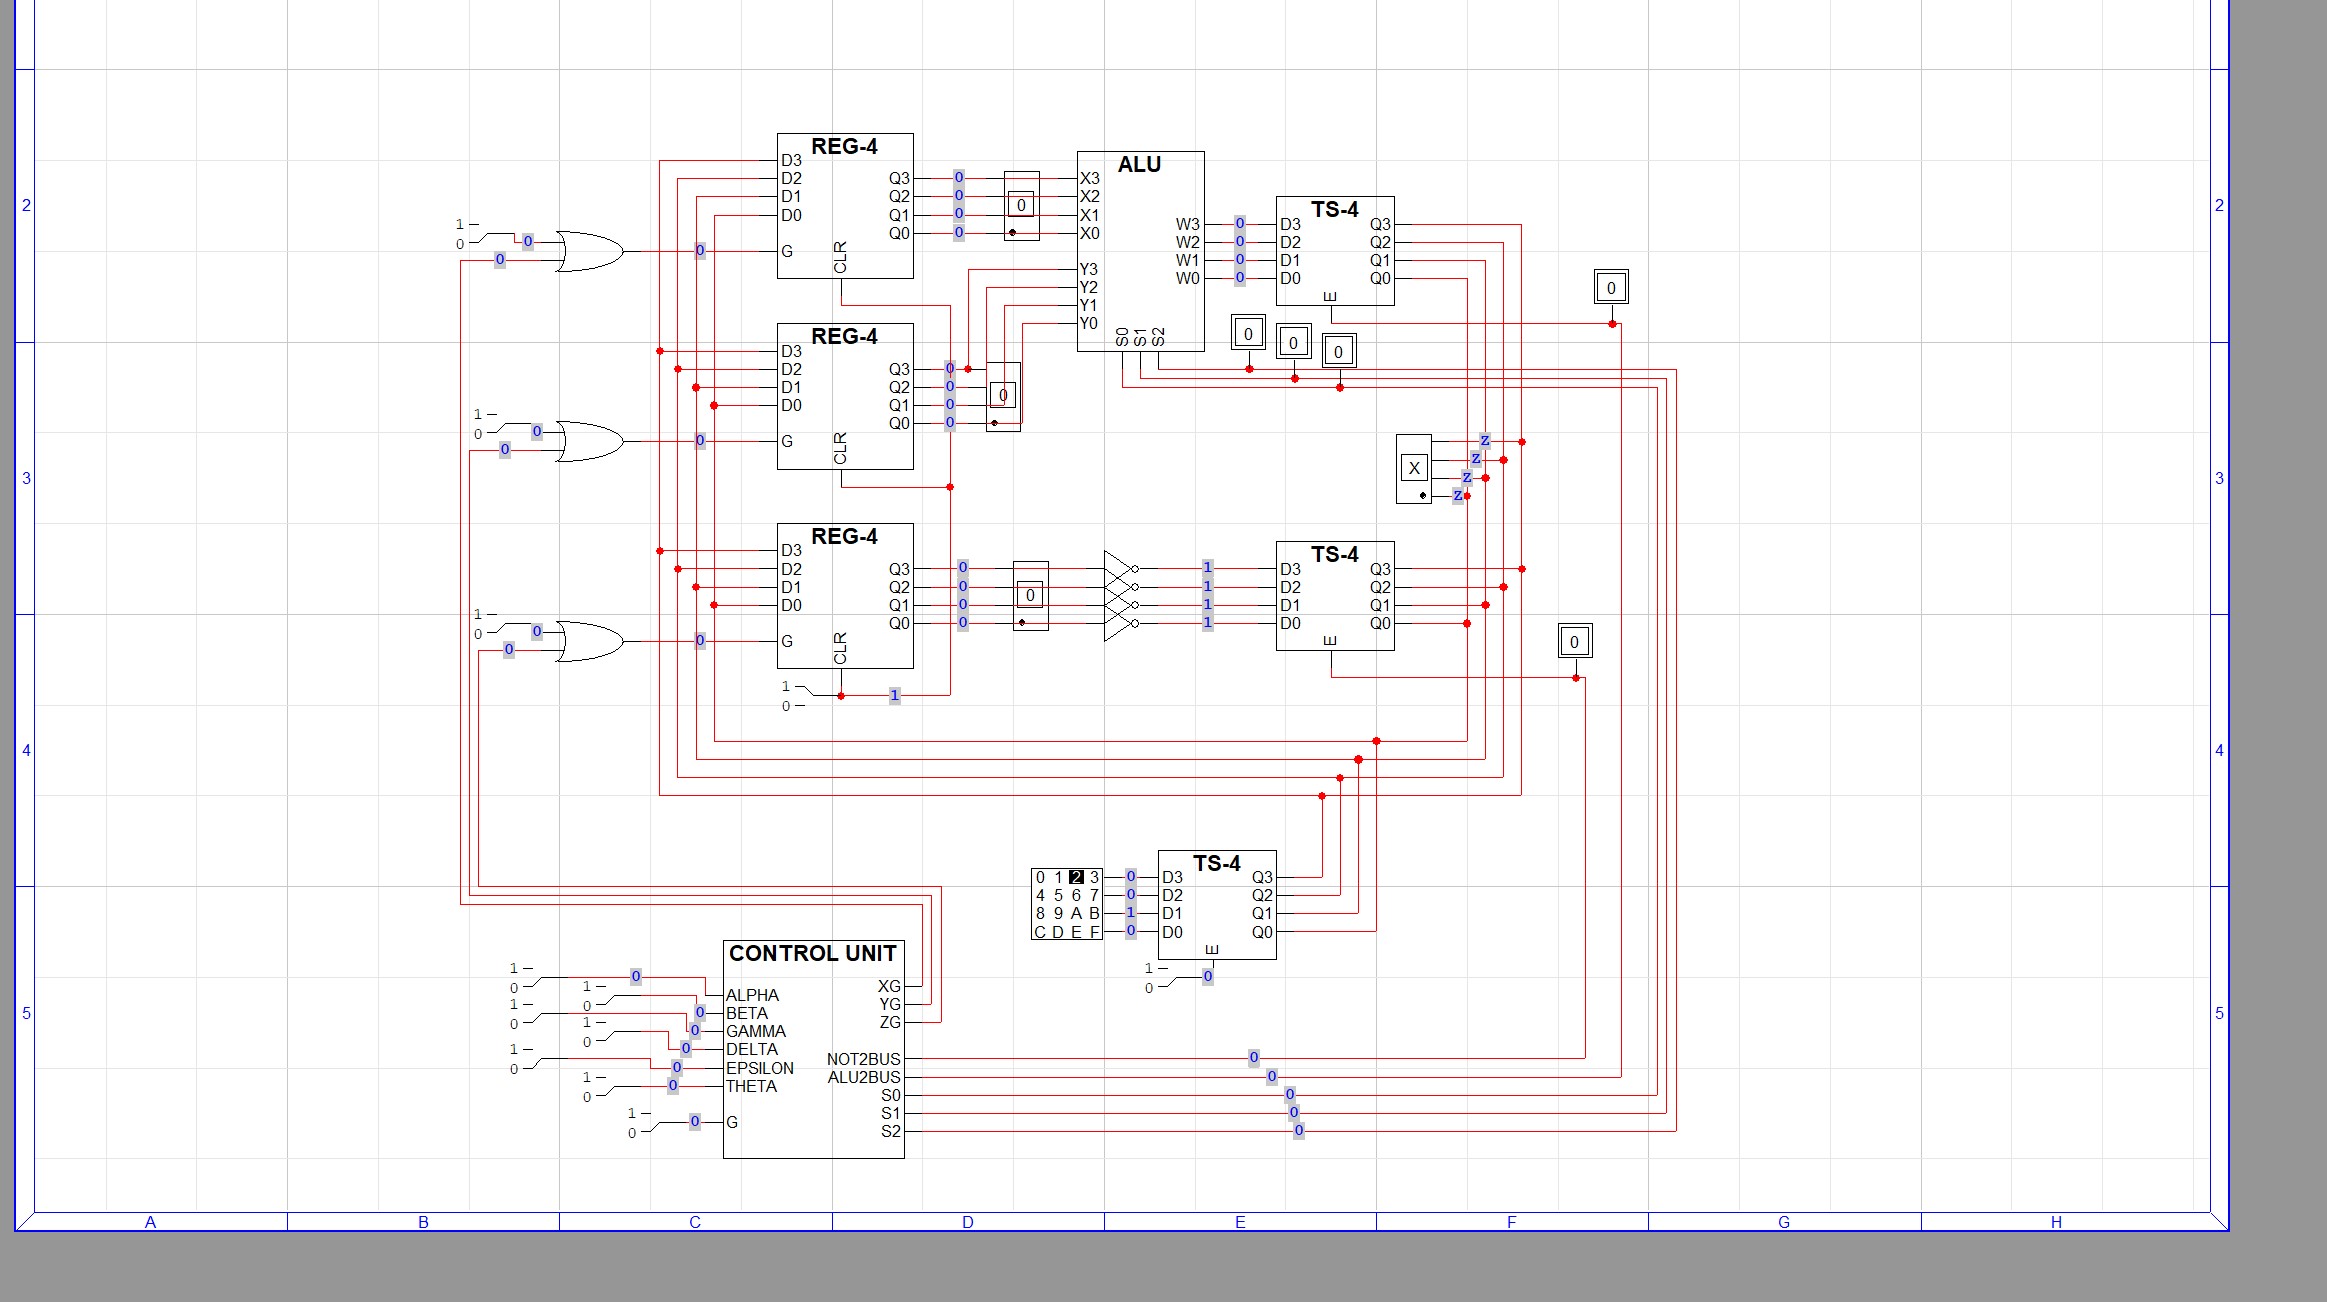 REG-4
D3
D2
D1
D0
G
CLR
Q3 0
Q2 0
Q1 0
Q0 0
0
ALU
X3
X2
X1
X0
Y3
Y2
Y1
Y0
W3 0
W2 0
W1 0
W0 0
S0
S1
S2
TS-4
D3
D2
D1
D0
E
Q3
Q2
Q1
Q0
2
2
1
0
0
0
0
0
0
0
0
REG-4
D3
D2
D1
D0
G
CLR
Q3 0
Q2 0
Q1 0
Q0 0
0
1
0
0
0
0
X
Z
Z
Z
Z
3
3
REG-4
D3
D2
D1
D0
G
CLR
Q3 0
Q2 0
Q1 0
Q0 0
0
1
1
1
1
TS-4
D3
D2
D1
D0
E
Q3
Q2
Q1
Q0
0
1
0
0
0
0
1
0
1
4
4
0 1 2 3
4 5 6 7
8 9 A B
C D E F
0
0
1
0
TS-4
D3
D2
D1
D0
E
Q3
Q2
Q1
Q0
1
0
0
CONTROL UNIT
1
0
0
1
0
0
1
0
0
1
0
0
1
0
0
1
0
0
1
0
0
ALPHA
BETA
GAMMA
DELTA
EPSILON
THETA
G
XG
YG
ZG
NOT2BUS 0
ALU2BUS 0
S0 0
S1 0
S2 0
5
5
A B C D E F G H